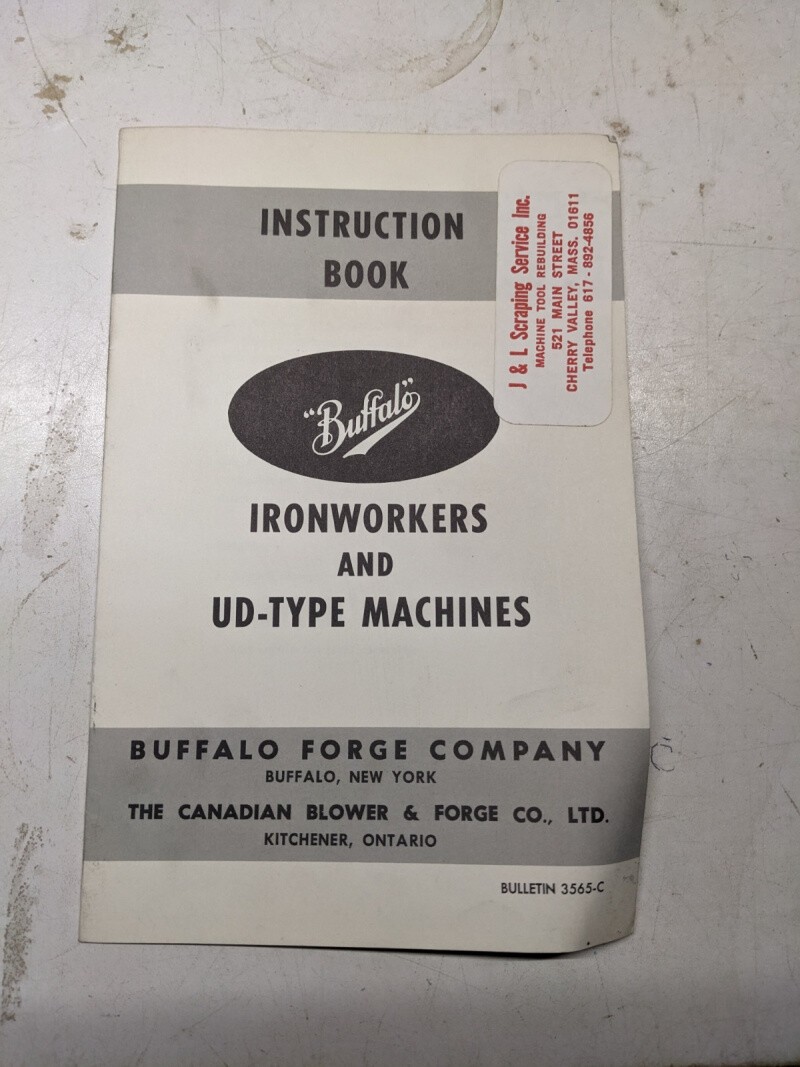 INSTRUCTION
BOOK
J & L Scraping Service Inc.
MACHINE TOOL REBUILDING
521 MAIN STREET
CHERRY VALLEY, MASS. 01611
Telephone 617 - 892-4856
"Buffalo"
IRONWORKERS
AND
UD-TYPE MACHINES
BUFFALO FORGE COMPANY
BUFFALO, NEW YORK
THE CANADIAN BLOWER & FORGE CO., LTD.
KITCHENER, ONTARIO
BULLETIN 3565-C